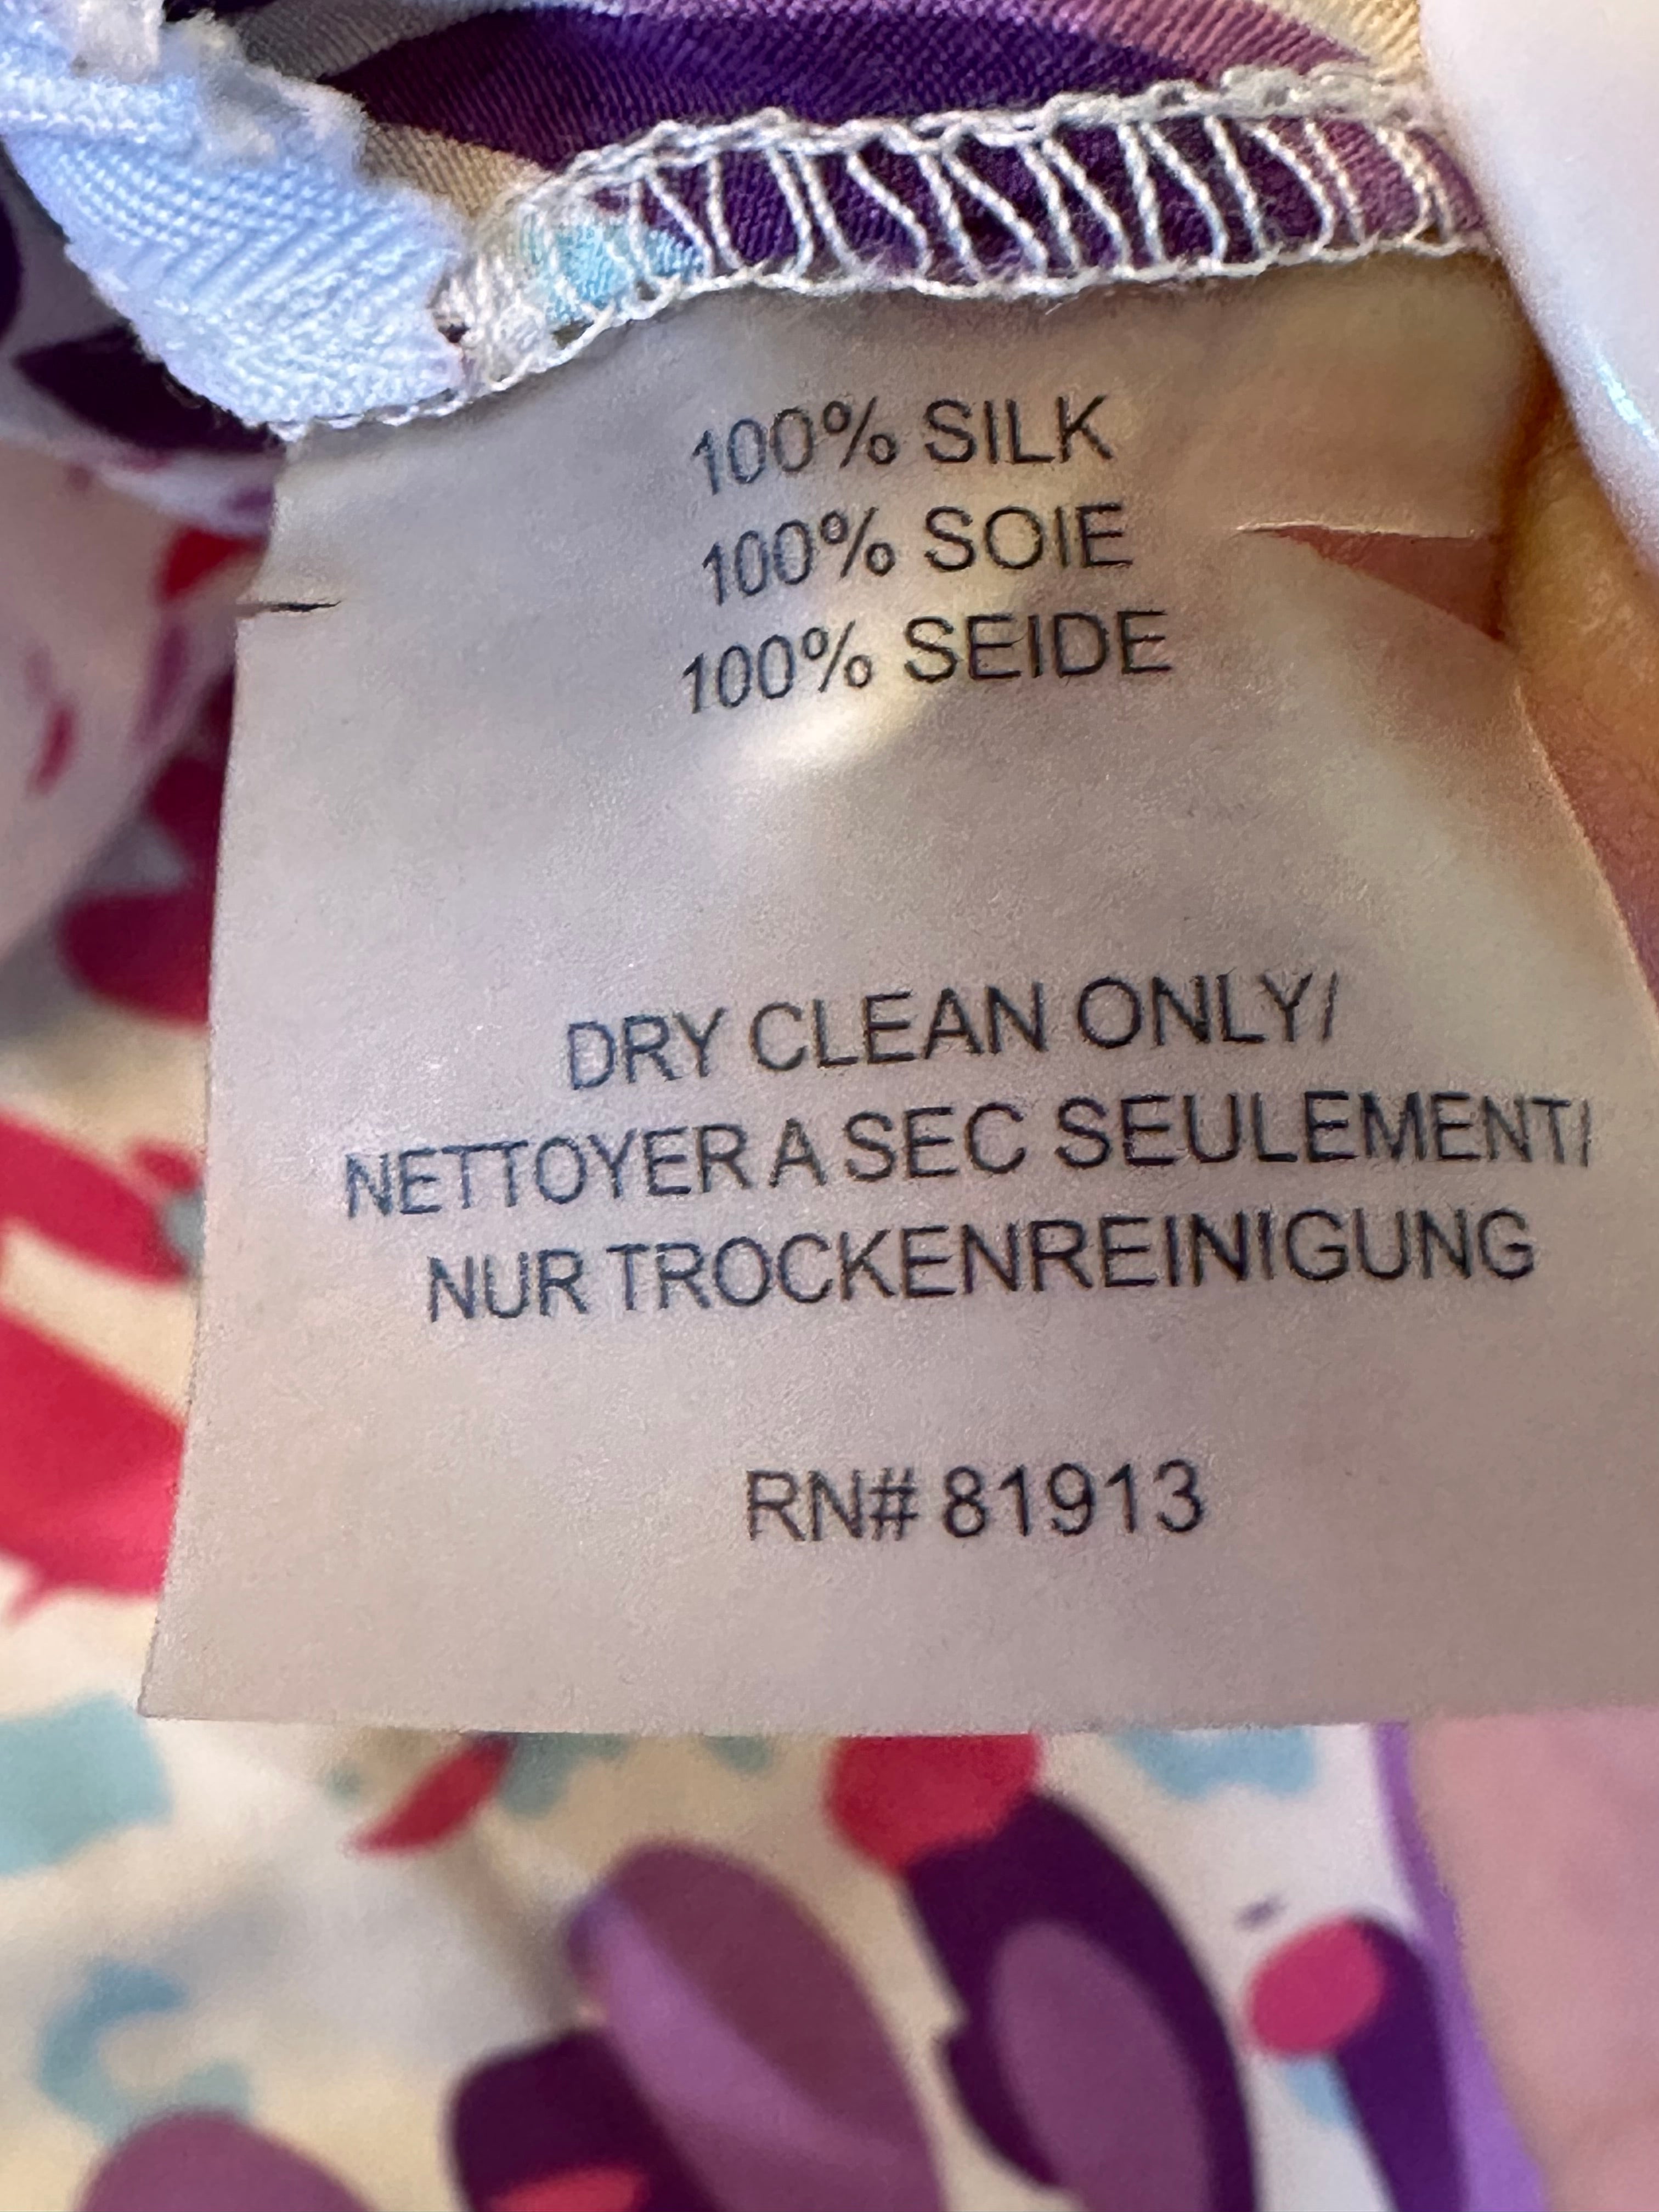 100% SILK
100% SOIE
100% SEIDE
DRY CLEAN ONLY/
NETTOYER A SEC SEULEMENT/
NUR TROCKENREINIGUNG
RN# 81913